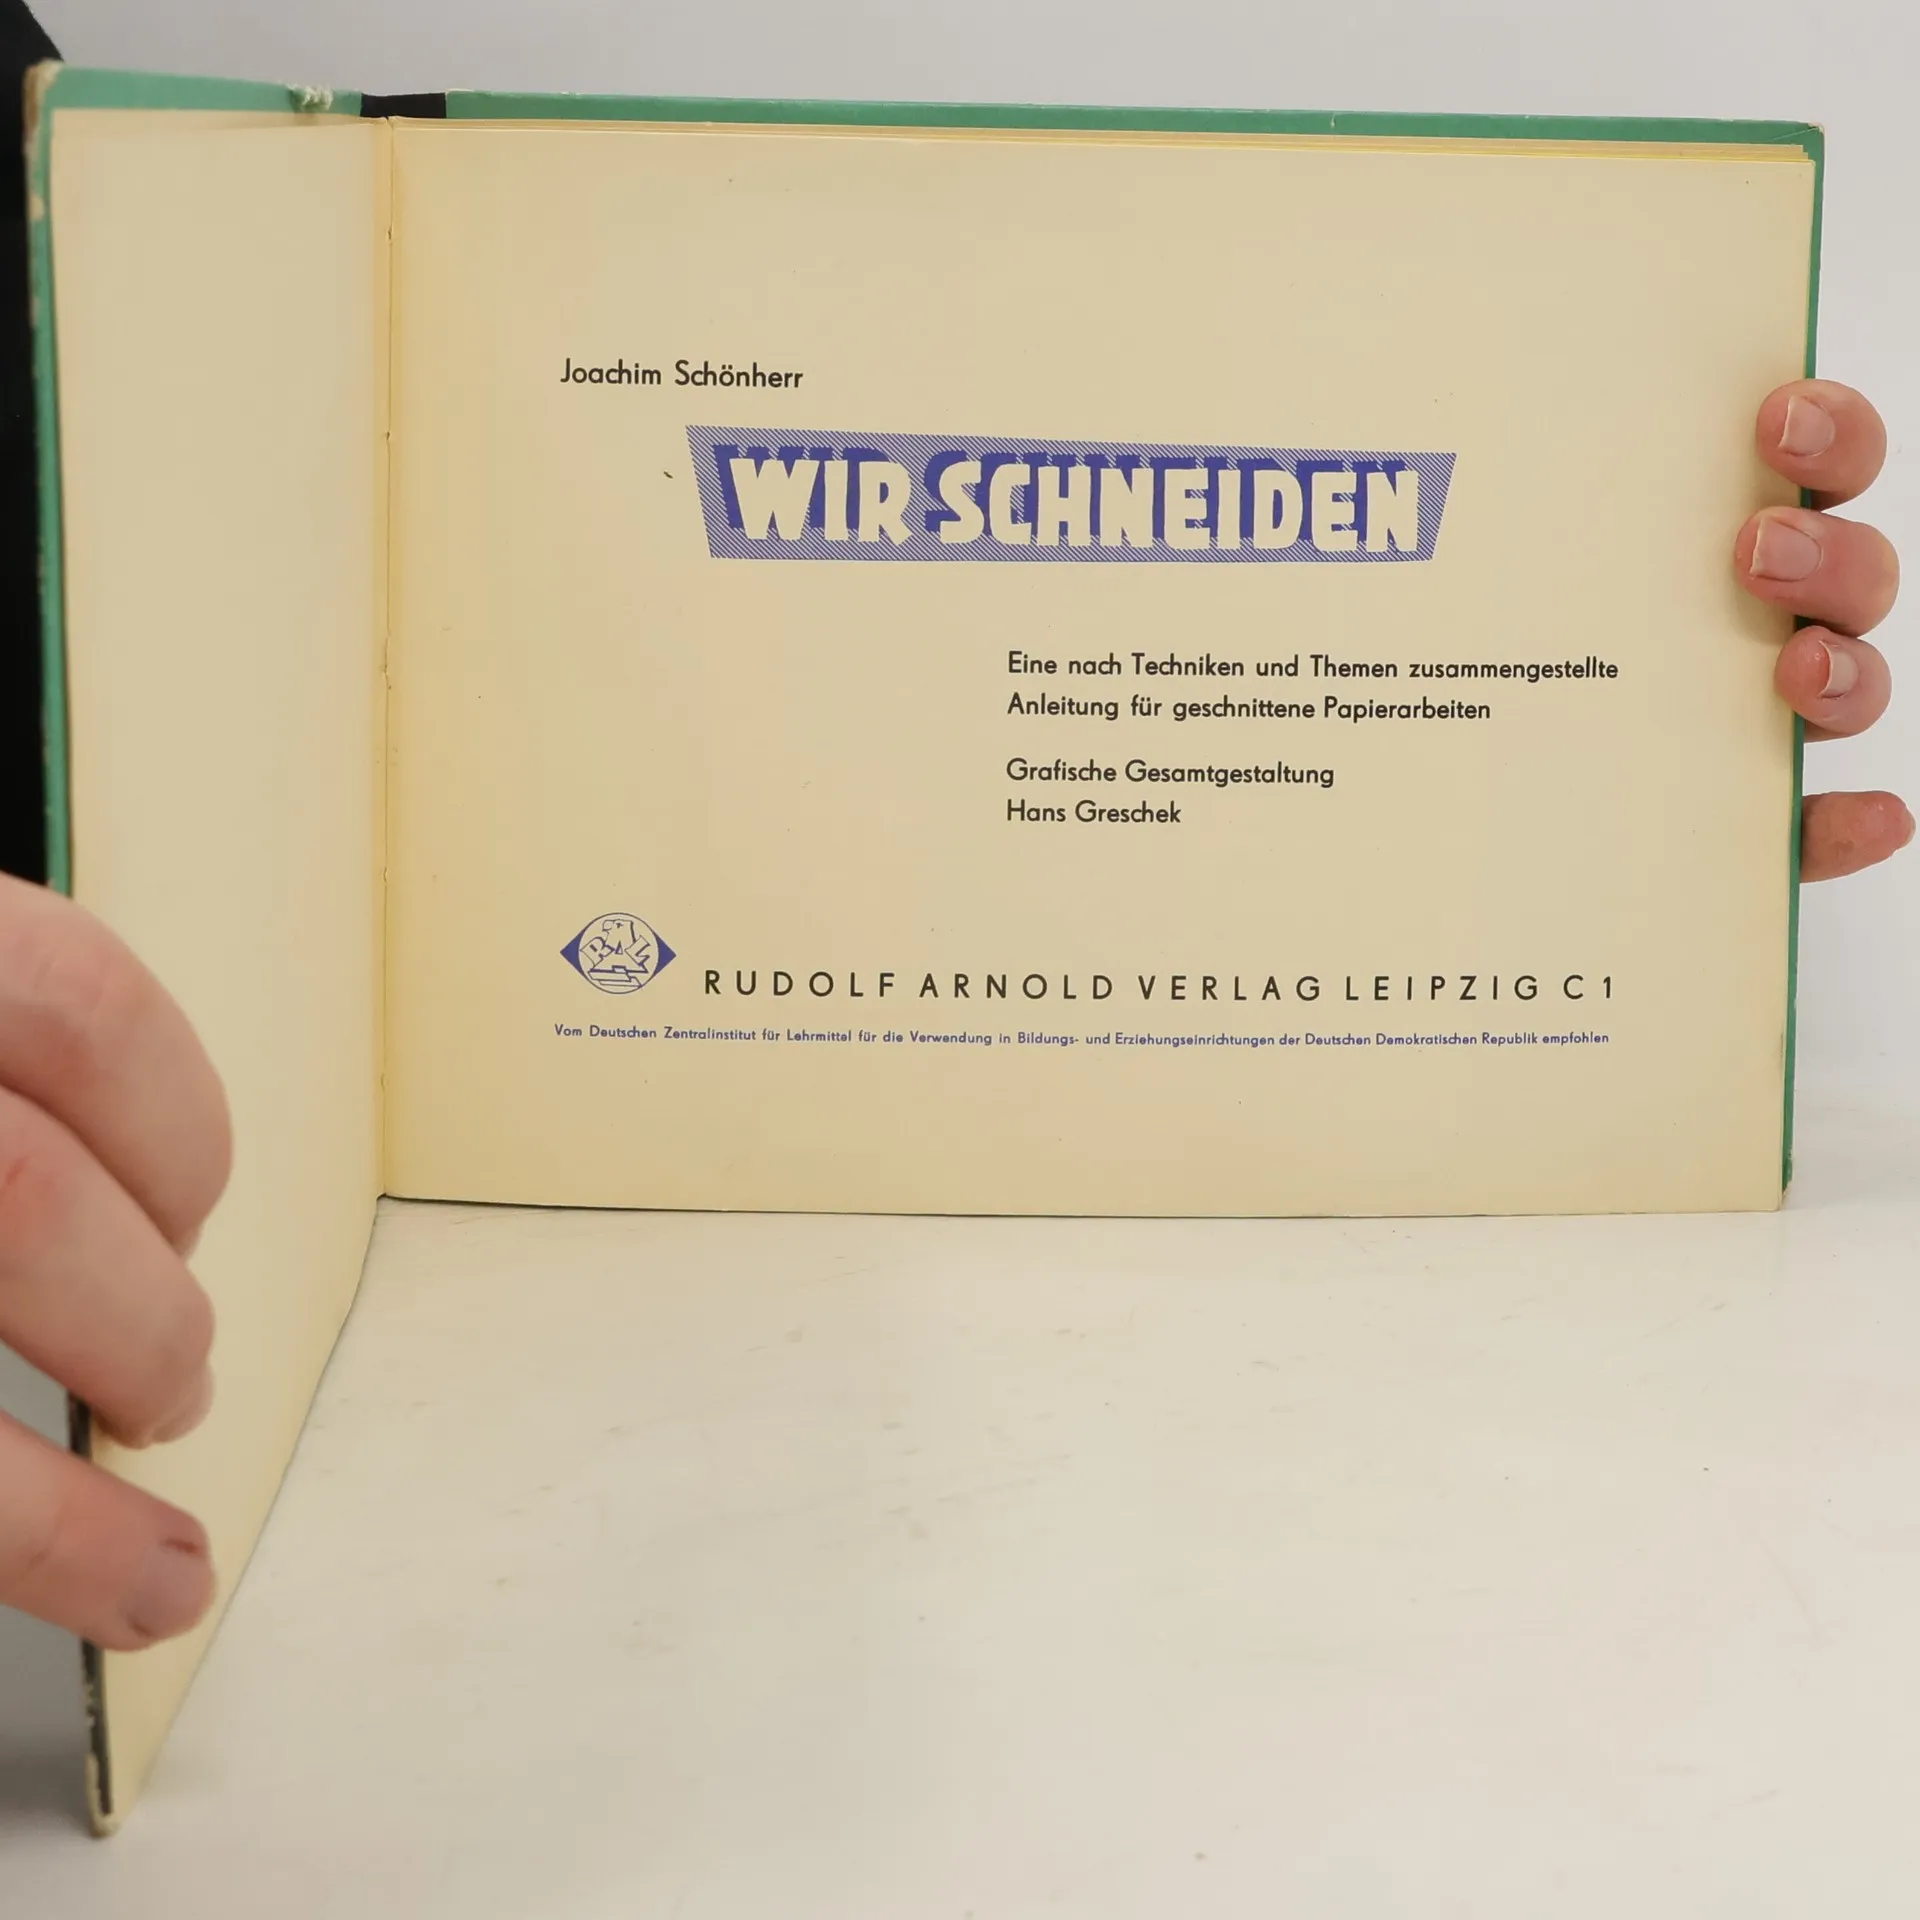 Joachim Schönherr
WIR SCHNEIDEN
Eine nach Techniken und Themen zusammengestellte
Anleitung für geschnittene Papierarbeiten
Grafische Gesamtgestaltung
Hans Greschek
RAVL
RUDOLF ARNOLD VERLAG LEIPZIG C 1
Vom Deutschen Zentralinstitut für Lehrmittel für die Verwendung in Bildungs- und Erziehungseinrichtungen der Deutschen Demokratischen Republik empfohlen